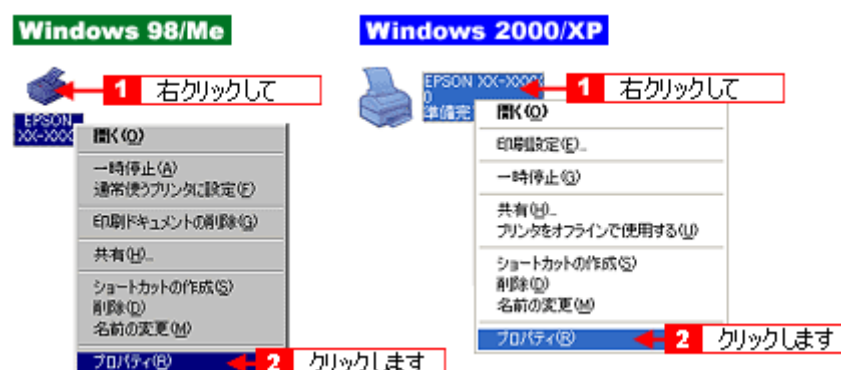 Windows 98/Me
1 右クリックして
EPSON
XX-XXXX
開く(O)
一時停止(A)
通常使うプリンタに設定(F)
印刷ドキュメントの削除(G)
共有(H)...
ショートカットの作成(S)
削除(D)
名前の変更(M)
プロパティ(R)
2 クリックします
Windows 2000/XP
EPSON XX-XXXX
0
準備完
1 右クリックして
開く(O)
印刷設定(E)...
一時停止(G)
共有(H)...
プリンタをオフラインで使用する(U)
ショートカットの作成(S)
削除(D)
名前の変更(M)
プロパティ(R)
2 クリックします